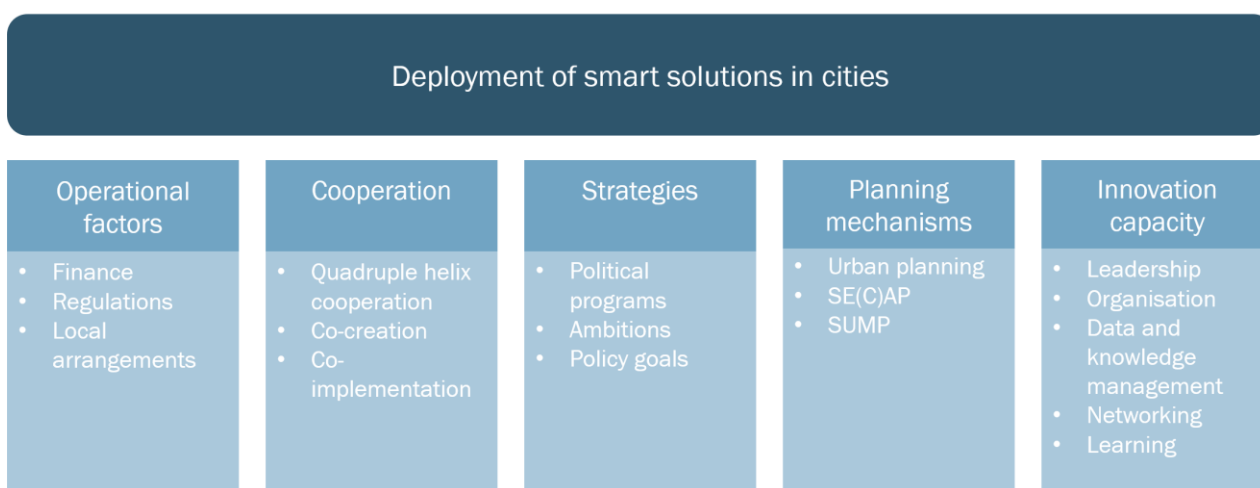 Deployment of smart solutions in cities
Operational
factors
• Finance
• Regulations
• Local
arrangements
Cooperation
• Quadruple helix
cooperation
• Co-creation
• Co-
implementation
Strategies
• Political
programs
• Ambitions
• Policy goals
Planning
mechanisms
• Urban planning
• SE(C)AP
• SUMP
Innovation
capacity
• Leadership
• Organisation
• Data and
knowledge
management
• Networking
• Learning